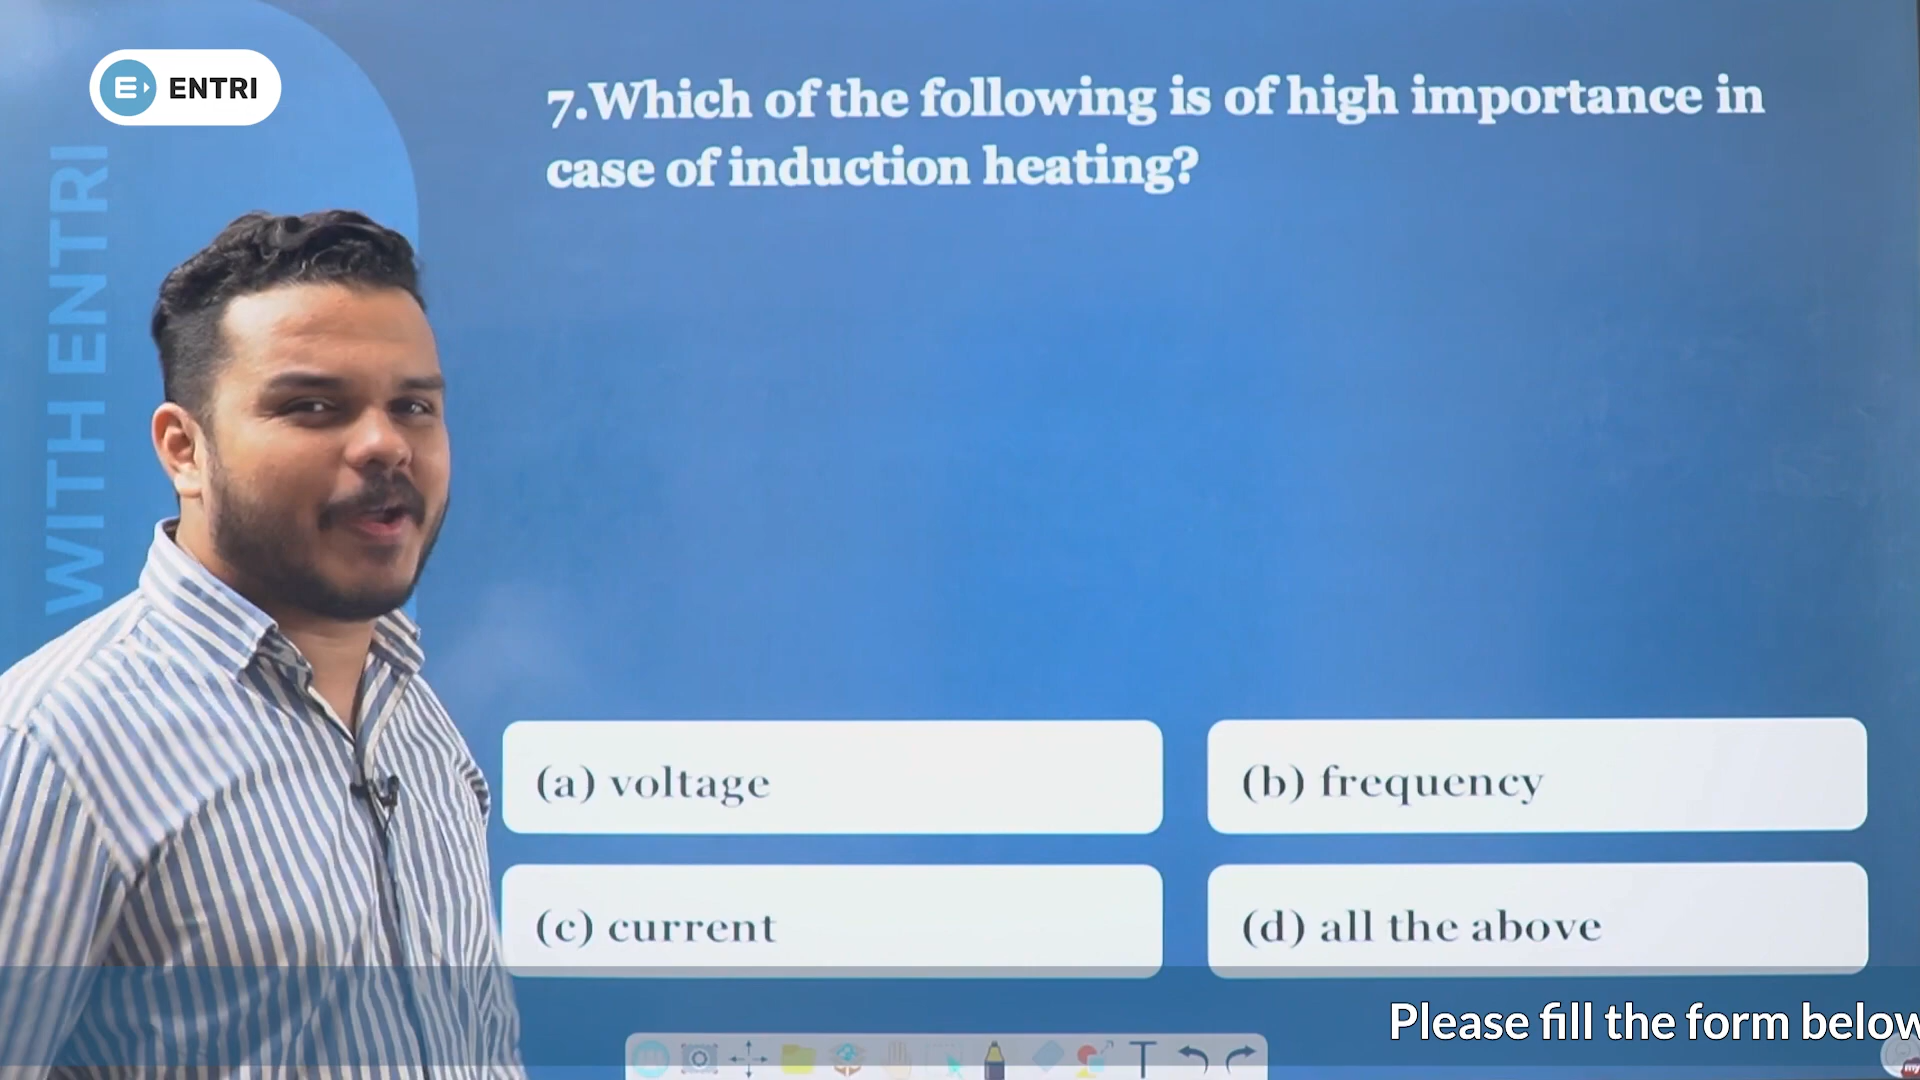 ENTRI
WITH ENTRI
7.Which of the following is of high importance in
case of induction heating?
(a) voltage
(b) frequency
(c) current
(d) all the above
Please fill the form below